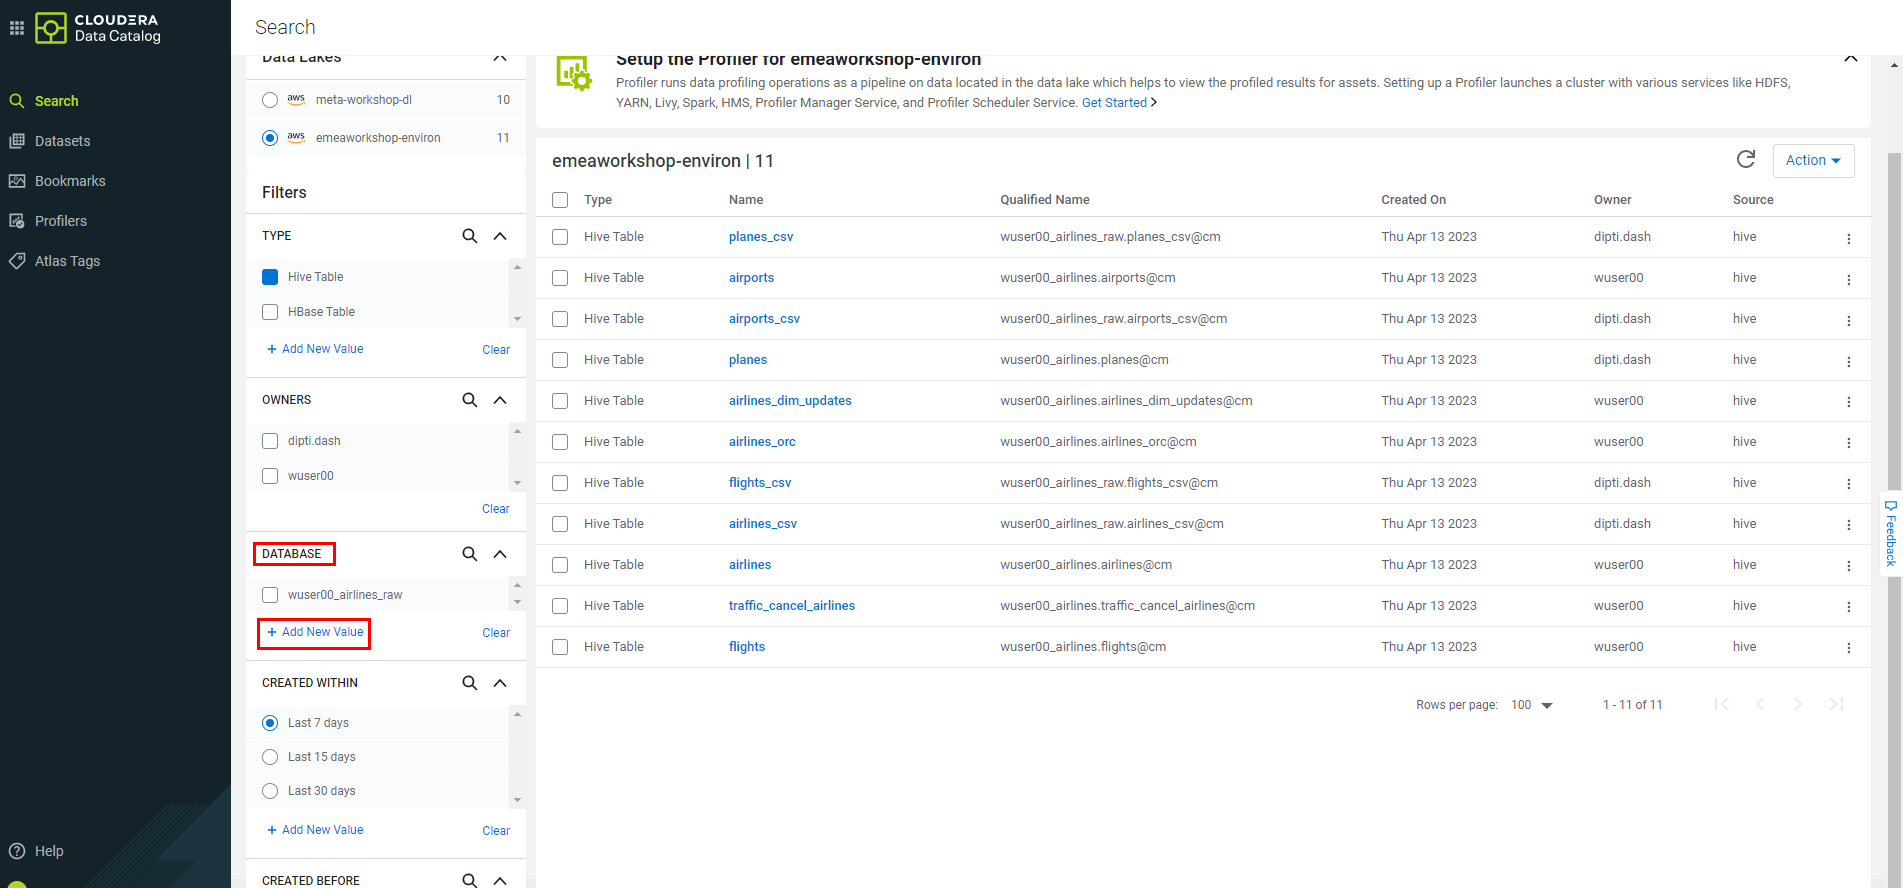 CLOUDERA
Data Catalog
Search
Datasets
Bookmarks
Profilers
Atlas Tags
Help
Search
Data Lakes
aws meta-workshop-dl 10
aws emeaworkshop-environ 11
Filters
TYPE
Hive Table
HBase Table
+ Add New Value Clear
OWNERS
dipti.dash
wuser00
Clear
DATABASE
wuser00_airlines_raw
+ Add New Value Clear
CREATED WITHIN
Last 7 days
Last 15 days
Last 30 days
+ Add New Value Clear
CREATED BEFORE
Setup the Profiler for emeaworkshop-environ
Profiler runs data profiling operations as a pipeline on data located in the data lake which helps to view the profiled results for assets. Setting up a Profiler launches a cluster with various services like HDFS,
YARN, Livy, Spark, HMS, Profiler Manager Service, and Profiler Scheduler Service. Get Started >
emeaworkshop-environ | 11
Action
Type Name Qualified Name Created On Owner Source
Hive Table planes_csv wuser00_airlines_raw.planes_csv@cm Thu Apr 13 2023 dipti.dash hive
Hive Table airports wuser00_airlines.airports@cm Thu Apr 13 2023 wuser00 hive
Hive Table airports_csv wuser00_airlines_raw.airports_csv@cm Thu Apr 13 2023 dipti.dash hive
Hive Table planes wuser00_airlines.planes@cm Thu Apr 13 2023 dipti.dash hive
Hive Table airlines_dim_updates wuser00_airlines.airlines_dim_updates@cm Thu Apr 13 2023 wuser00 hive
Hive Table airlines_orc wuser00_airlines.airlines_orc@cm Thu Apr 13 2023 wuser00 hive
Hive Table flights_csv wuser00_airlines_raw.flights_csv@cm Thu Apr 13 2023 dipti.dash hive
Hive Table airlines_csv wuser00_airlines_raw.airlines_csv@cm Thu Apr 13 2023 dipti.dash hive
Hive Table airlines wuser00_airlines.airlines@cm Thu Apr 13 2023 wuser00 hive
Hive Table traffic_cancel_airlines wuser00_airlines.traffic_cancel_airlines@cm Thu Apr 13 2023 wuser00 hive
Hive Table flights wuser00_airlines.flights@cm Thu Apr 13 2023 wuser00 hive
Rows per page: 100 1 - 11 of 11
Feedback